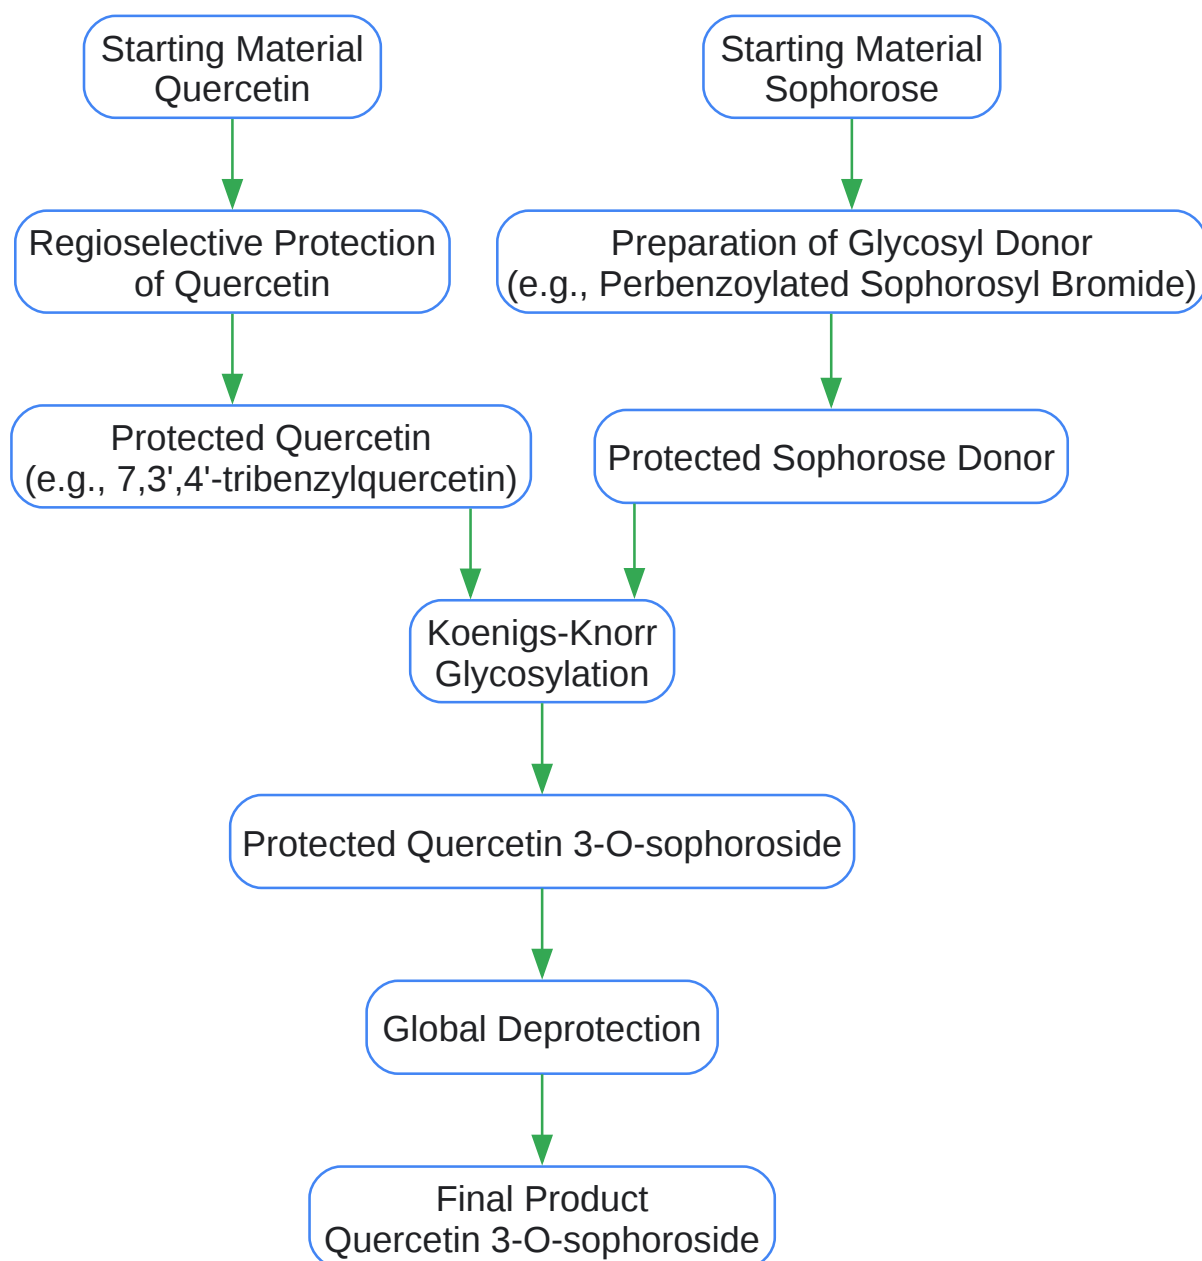 Starting Material
Quercetin
Starting Material
Sophorose
Regioselective Protection
of Quercetin
Preparation of Glycosyl Donor
(e.g., Perbenzoylated Sophorosyl Bromide)
Protected Quercetin
(e.g., 7,3',4'-tribenzylquercetin)
Protected Sophorose Donor
Koenigs-Knorr
Glycosylation
Protected Quercetin 3-O-sophoroside
Global Deprotection
Final Product
Quercetin 3-O-sophoroside